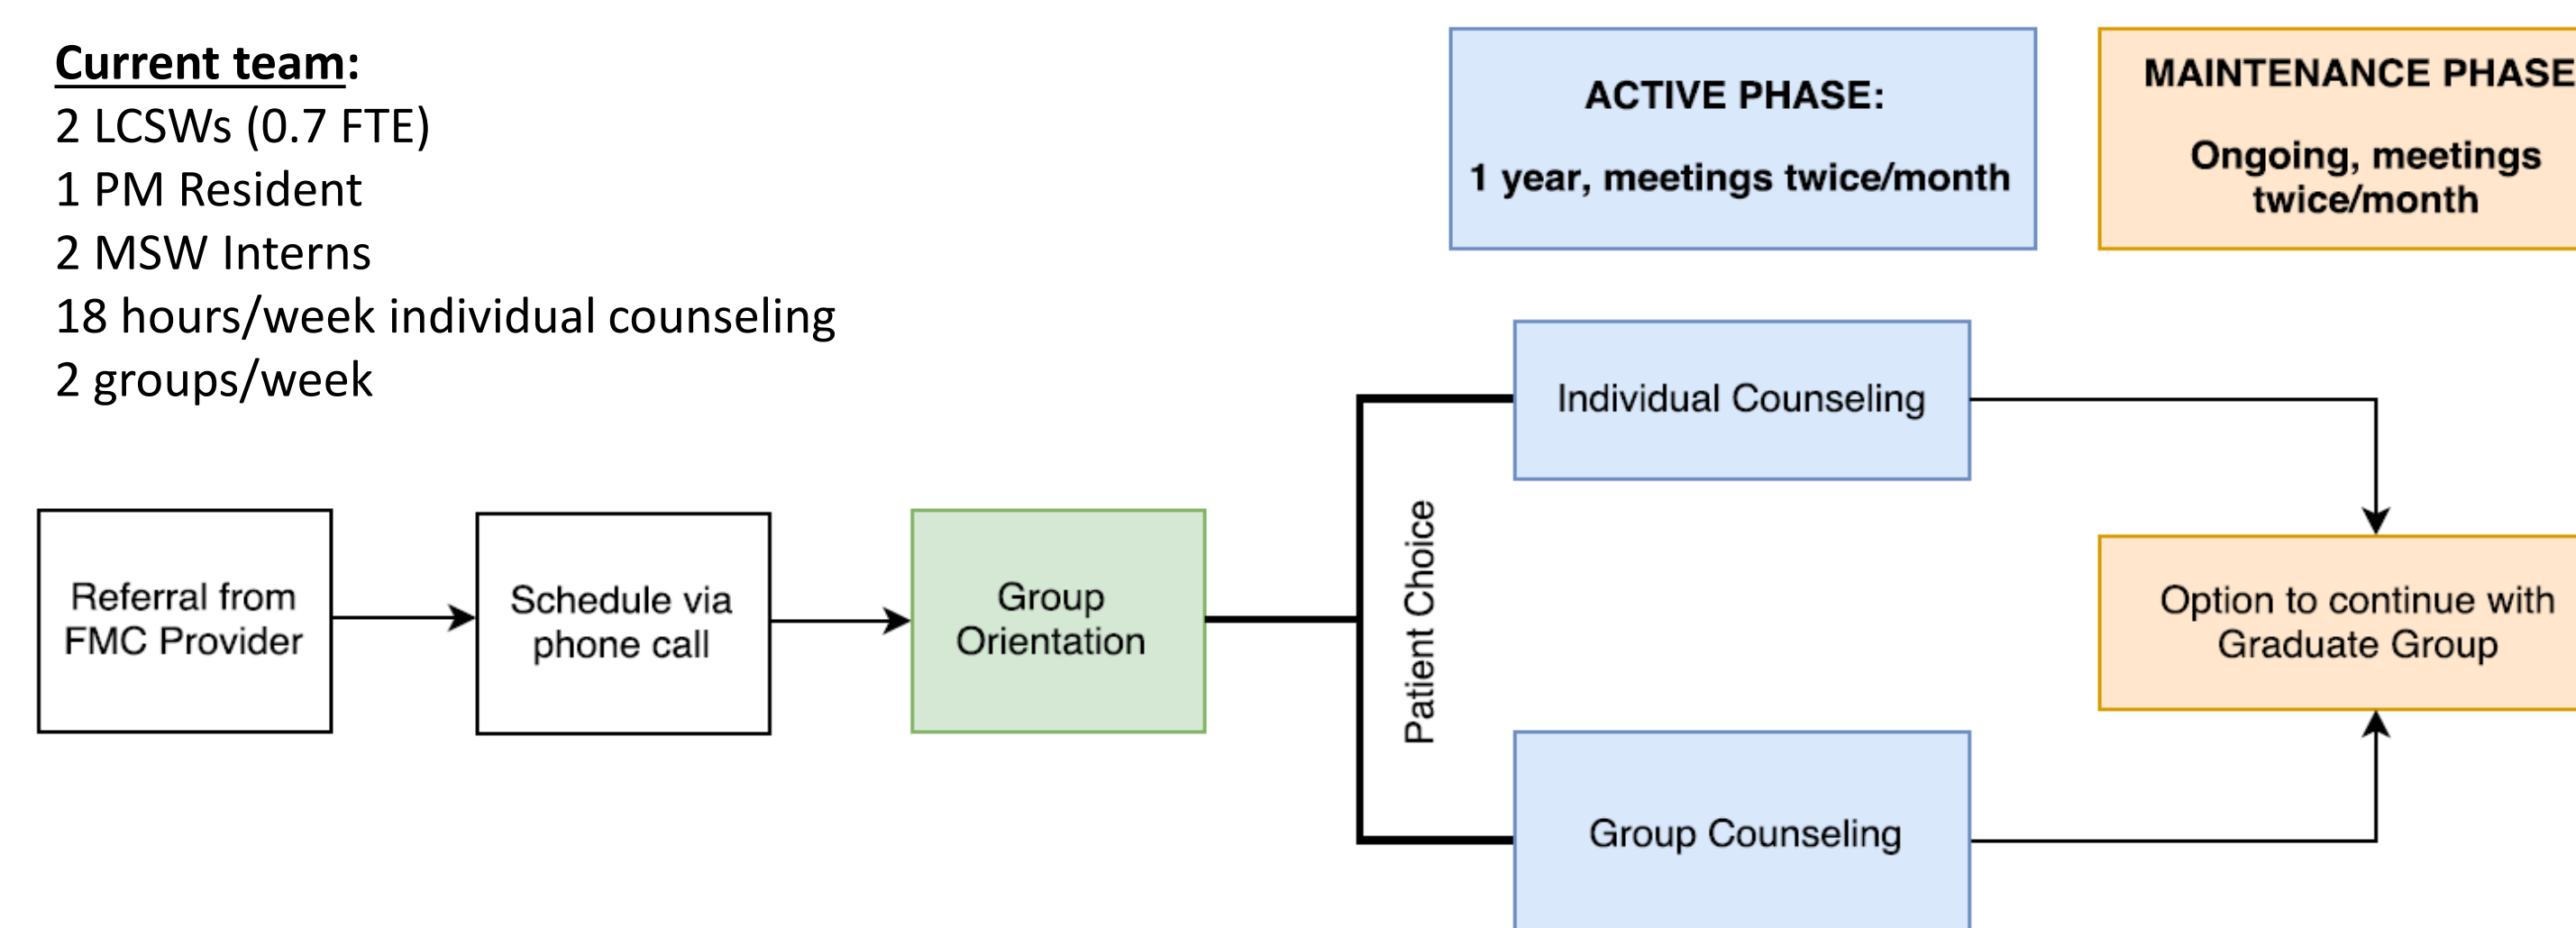 Current team:
2 LCSWs (0.7 FTE)
1 PM Resident
2 MSW Interns
18 hours/week individual counseling
2 groups/week
ACTIVE PHASE:
1 year, meetings twice/month
MAINTENANCE PHASE
Ongoing, meetings
twice/month
Referral from
FMC Provider
Schedule via
phone call
Group
Orientation
Patient Choice
Individual Counseling
Group Counseling
Option to continue with
Graduate Group